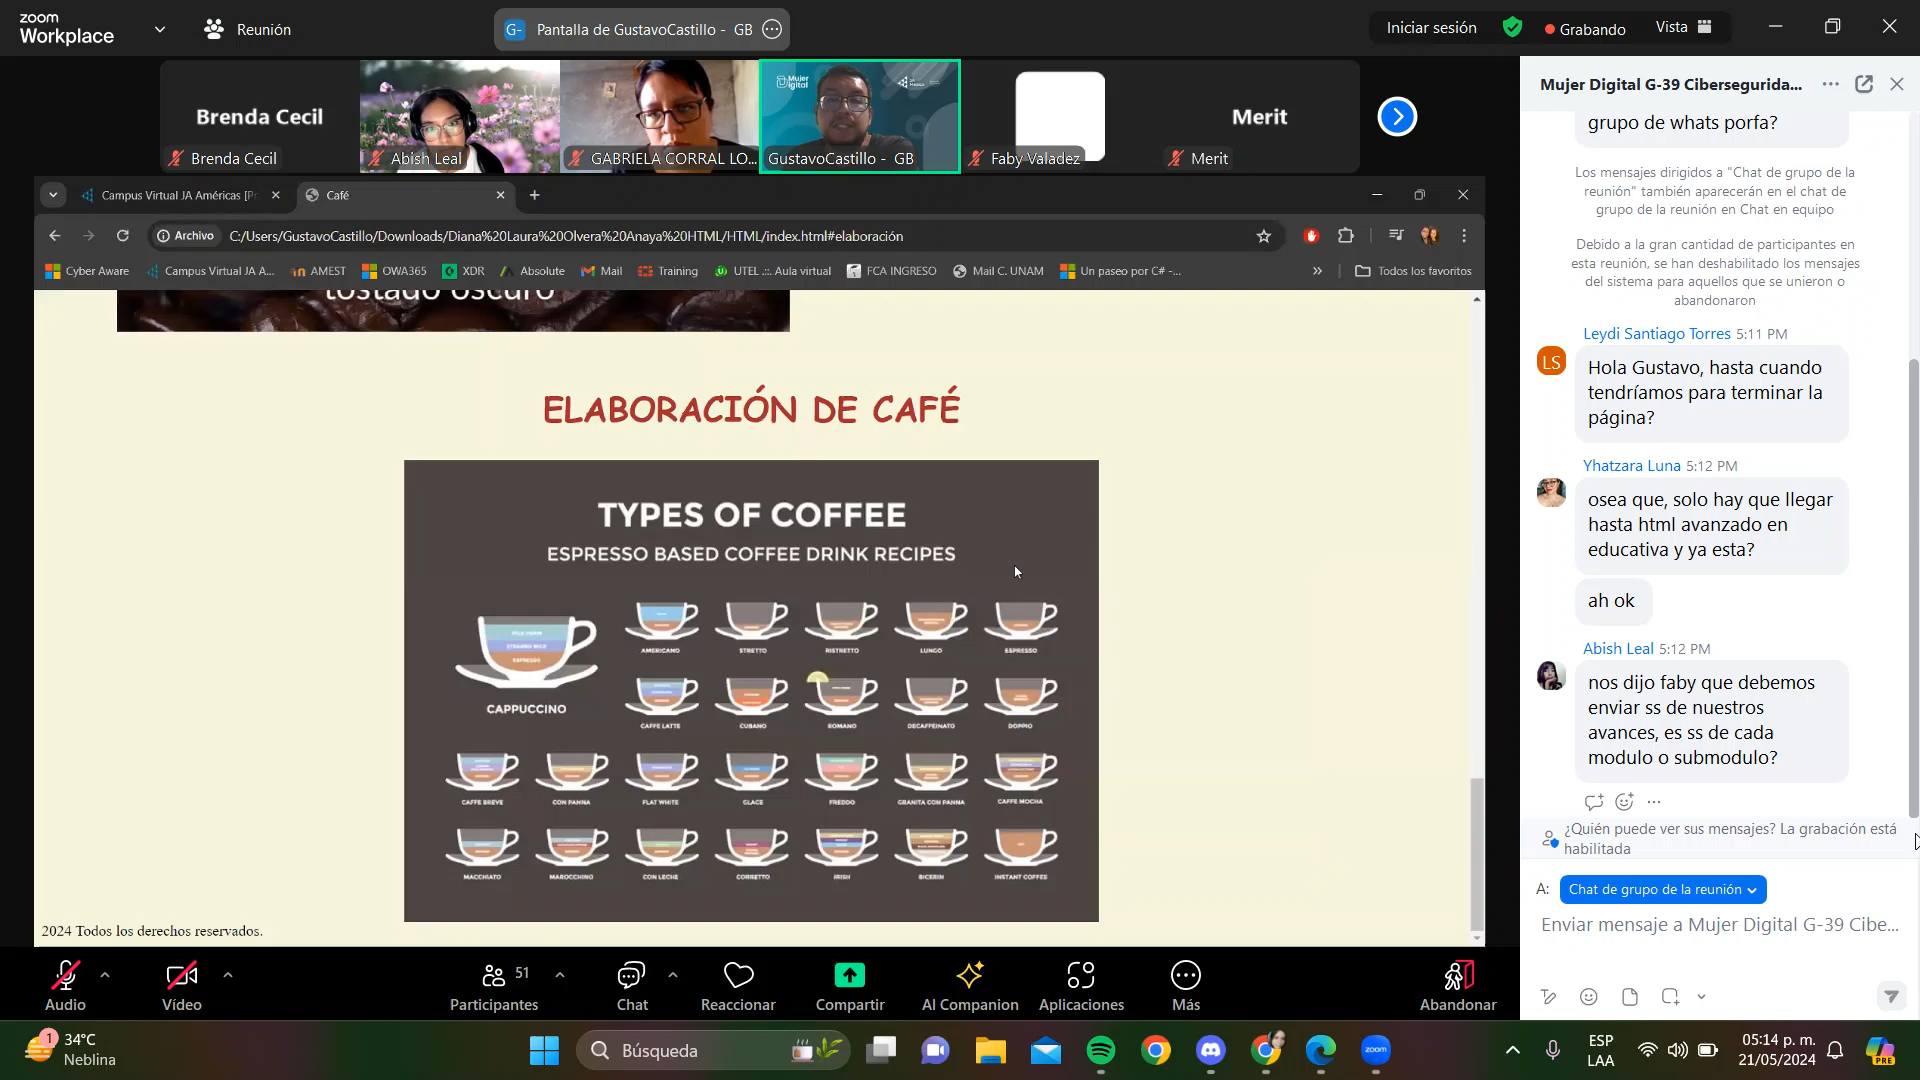 zoom
Workplace
Reunión
G-
Pantalla de GustavoCastillo - GB
Iniciar sesión
Grabando
Vista
Brenda Cecil
Brenda Cecil
Abish Leal
GABRIELA CORRAL LO...
Mujer
Digital
GustavoCastillo - GB
Faby Valadez
Merit
Merit
Campus Virtual JA Américas [Pr
Café
Archivo
C:/Users/GustavoCastillo/Downloads/Diana%20Laura%20Olvera%20Anaya%20HTML/HTML/index.html#elaboración
Cyber Aware
Campus Virtual JA A...
AMEST
OWA365
XDR
Absolute
Mail
Training
UTEL .::. Aula virtual
FCA INGRESO
Mail C. UNAM
Un paseo por C# -...
»
Todos los favoritos
tostado oscuro
ELABORACIÓN DE CAFÉ
TYPES OF COFFEE
ESPRESSO BASED COFFEE DRINK RECIPES
ESPRESSO
CAPPUCCINO
AMERICANO
STRETTO
RISTRETTO
LUNGO
ESPRESSO
CAFFE LATTE
CUBANO
ROMANO
DECAFFEINATO
DOPPIO
CAFFE BREVE
CON PANNA
FLAT WHITE
GLACE
FREDDO
GRANITA CON PANNA
CAFFE MOCHA
MACCHIATO
MAROCCHINO
CON LECHE
CORRETTO
IRISH
BICERIN
INSTANT COFFEE
2024 Todos los derechos reservados.
Mujer Digital G-39 Cibersegurida...
grupo de whats porfa?
Los mensajes dirigidos a "Chat de grupo de la
reunión" también aparecerán en el chat de
grupo de la reunión en Chat en equipo
Debido a la gran cantidad de participantes en
esta reunión, se han deshabilitado los mensajes
del sistema para aquellos que se unieron o
abandonaron
Leydi Santiago Torres 5:11 PM
LS
Hola Gustavo, hasta cuando
tendríamos para terminar la
página?
Yhatzara Luna 5:12 PM
osea que, solo hay que llegar
hasta html avanzado en
educativa y ya esta?
ah ok
Abish Leal 5:12 PM
nos dijo faby que debemos
enviar ss de nuestros
avances, es ss de cada
modulo o submodulo?
¿Quién puede ver sus mensajes? La grabación está
habilitada
A:
Chat de grupo de la reunión
Enviar mensaje a Mujer Digital G-39 Cibe...
Audio
Vídeo
51
Participantes
Chat
Reaccionar
Compartir
AI Companion
Aplicaciones
Más
Abandonar
1
34°C
Neblina
Búsqueda
zoom
ESP
LAA
05:14 p. m.
21/05/2024
PRE